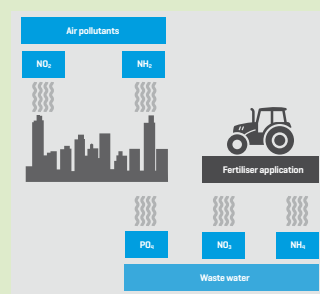 Air pollutants
NO₂
NH₂
Fertiliser application
PO₄
NO₃
NH₄
Waste water